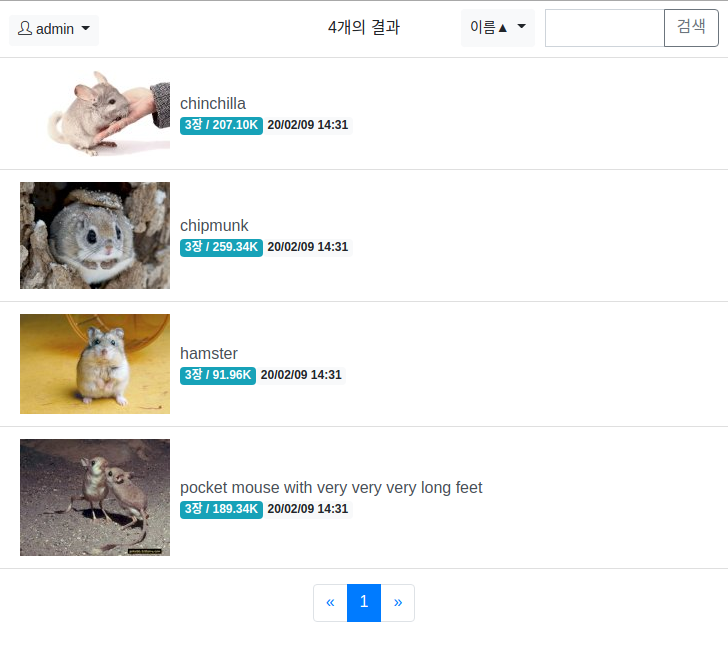 admin
4개의 결과
이름▲
검색
chinchilla
3장 / 207.10K 20/02/09 14:31
chipmunk
3장 / 259.34K 20/02/09 14:31
hamster
3장 / 91.96K 20/02/09 14:31
pocket mouse with very very very long feet
3장 / 189.34K 20/02/09 14:31
« 1 »